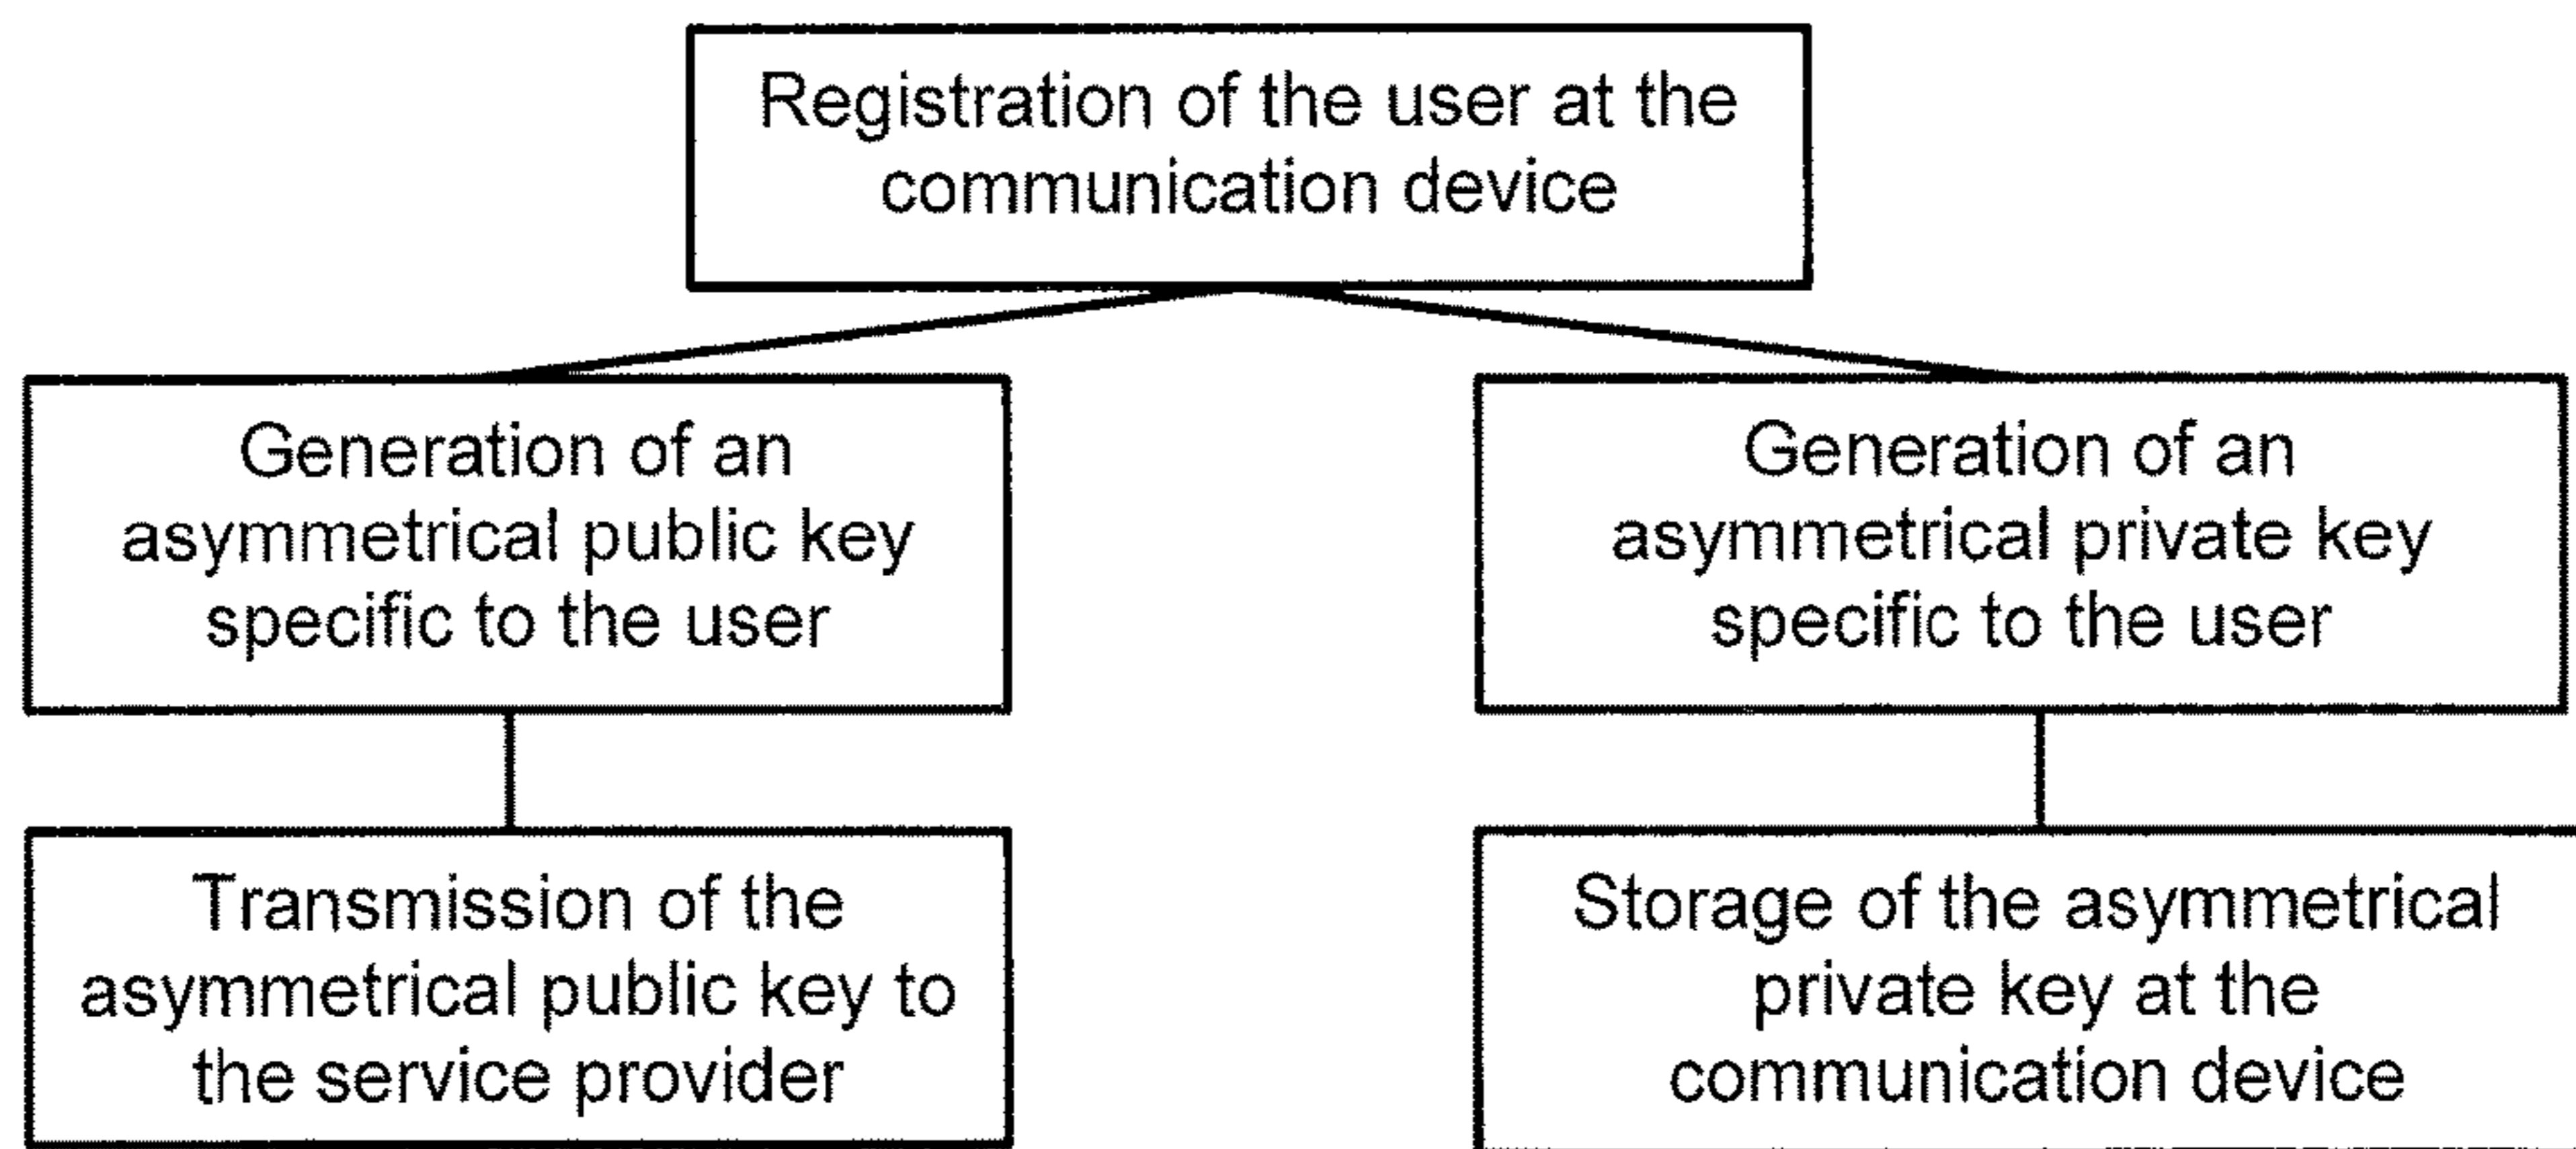 Registration of the user at the
communication device
Generation of an
asymmetrical public key
specific to the user
Generation of an
asymmetrical private key
specific to the user
Transmission of the
asymmetrical public key to
the service provider
Storage of the asymmetrical
private key at the
communication device